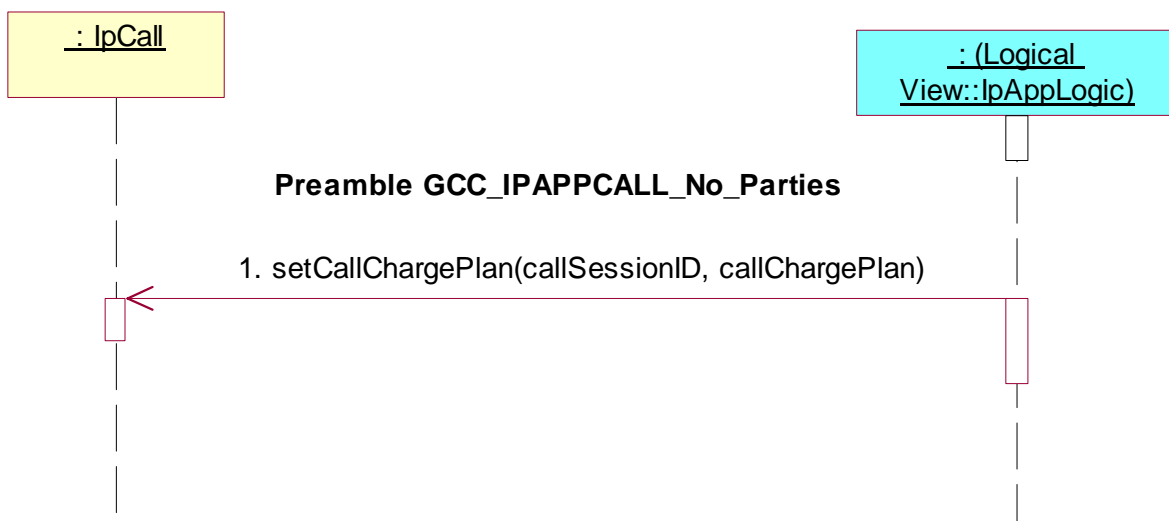 : IpCall
: (Logical
View::IpAppLogic)
Preamble GCC_IPAPPCALL_No_Parties
1. setCallChargePlan(callSessionID, callChargePlan)